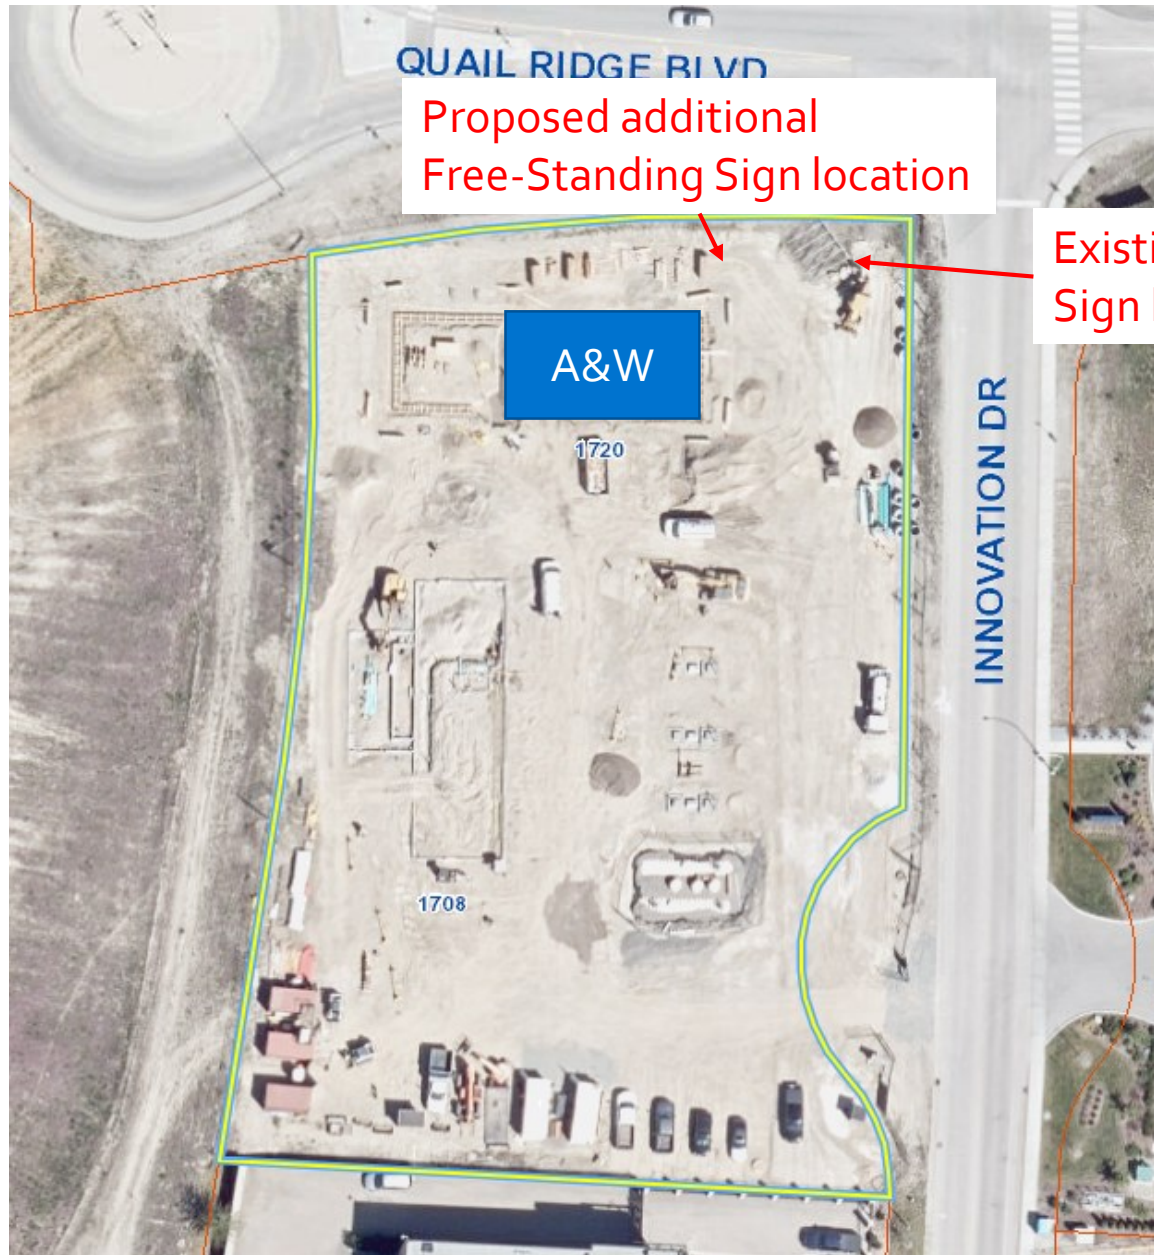 QUAIL RIDGE BLVD
Proposed additional
Free-Standing Sign location
Existi
Sign
A&W
1720
INNOVATION DR
1708